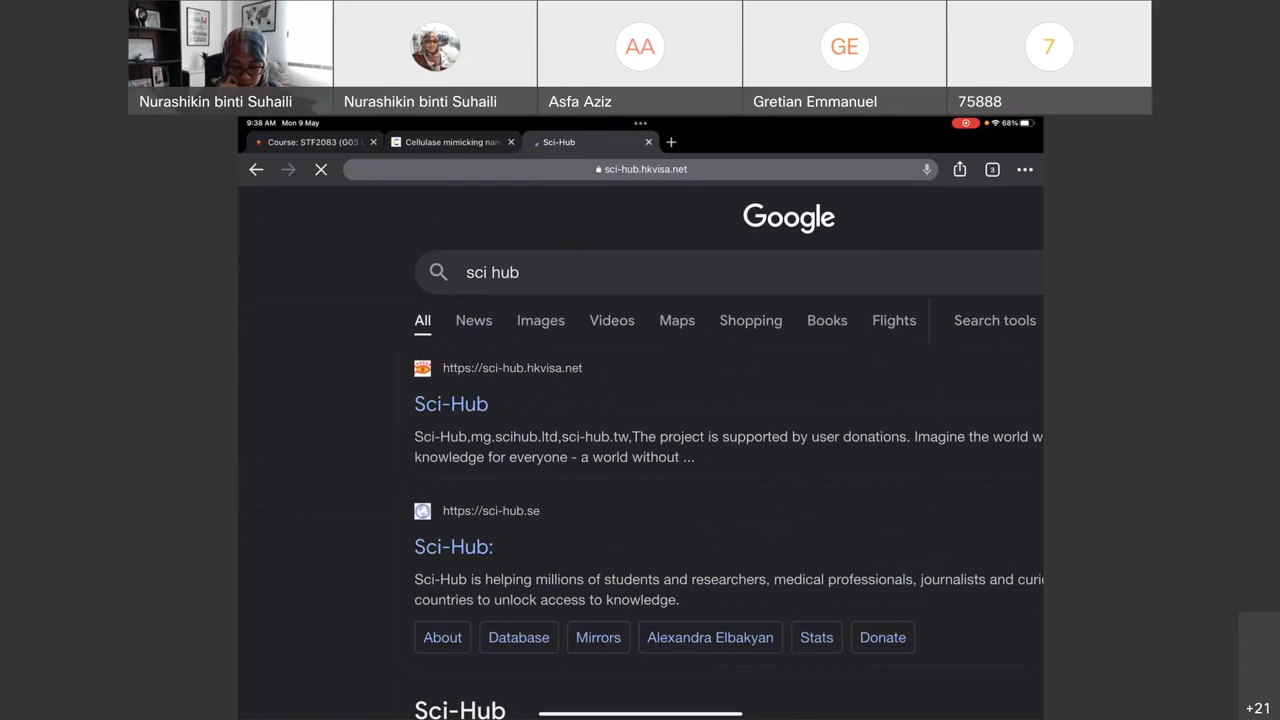 AA
GE
7
Nurashikin binti Suhaili
Nurashikin binti Suhaili
Asfa Aziz
Gretian Emmanuel
75888
9:38 AM Mon 9 May
68%
Course: STF2083 (G03
Cellulase mimicking nan
Sci-Hub
sci-hub.hkvisa.net
3
Google
sci hub
All
News
Images
Videos
Maps
Shopping
Books
Flights
Search tools
https://sci-hub.hkvisa.net
Sci-Hub
Sci-Hub,mg.scihub.ltd,sci-hub.tw,The project is supported by user donations. Imagine the world w
knowledge for everyone - a world without ...
https://sci-hub.se
Sci-Hub:
Sci-Hub is helping millions of students and researchers, medical professionals, journalists and curi
countries to unlock access to knowledge.
About
Database
Mirrors
Alexandra Elbakyan
Stats
Donate
Sci-Hub
+21